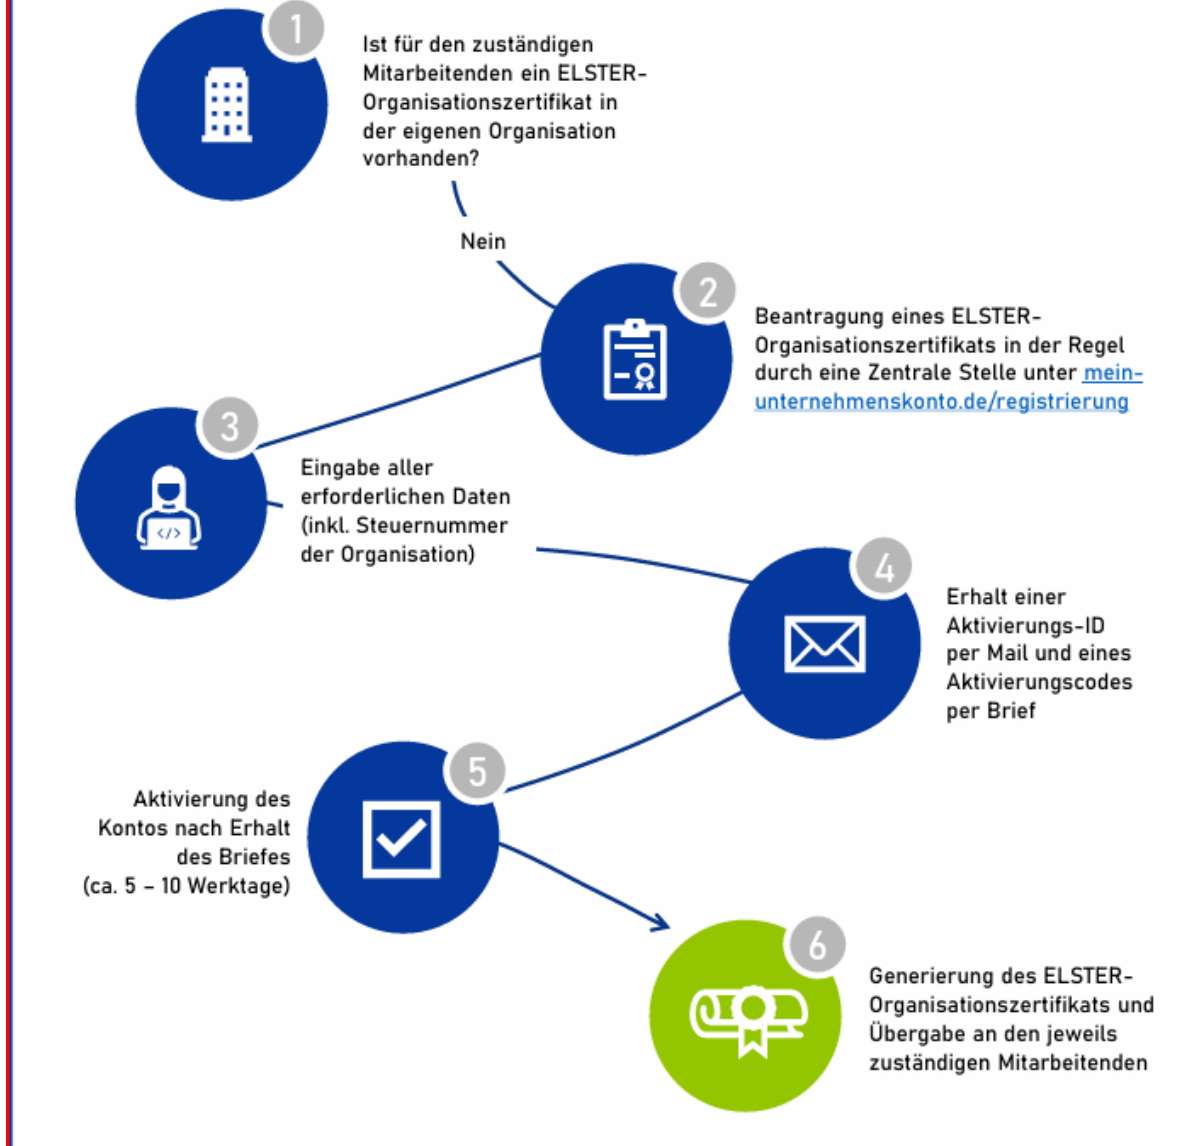 1
Ist für den zuständigen
Mitarbeitenden ein ELSTER-
Organisationszertifikat in
der eigenen Organisation
vorhanden?
Nein
2
Beantragung eines ELSTER-
Organisationszertifikats in der Regel
durch eine Zentrale Stelle unter mein-
unternehmenskonto.de/registrierung
3
Eingabe aller
erforderlichen Daten
(inkl. Steuernummer
der Organisation)
</>
4
Erhalt einer
Aktivierungs-ID
per Mail und eines
Aktivierungscodes
per Brief
5
Aktivierung des
Kontos nach Erhalt
des Briefes
(ca. 5 – 10 Werktage)
6
Generierung des ELSTER-
Organisationszertifikats und
Übergabe an den jeweils
zuständigen Mitarbeitenden